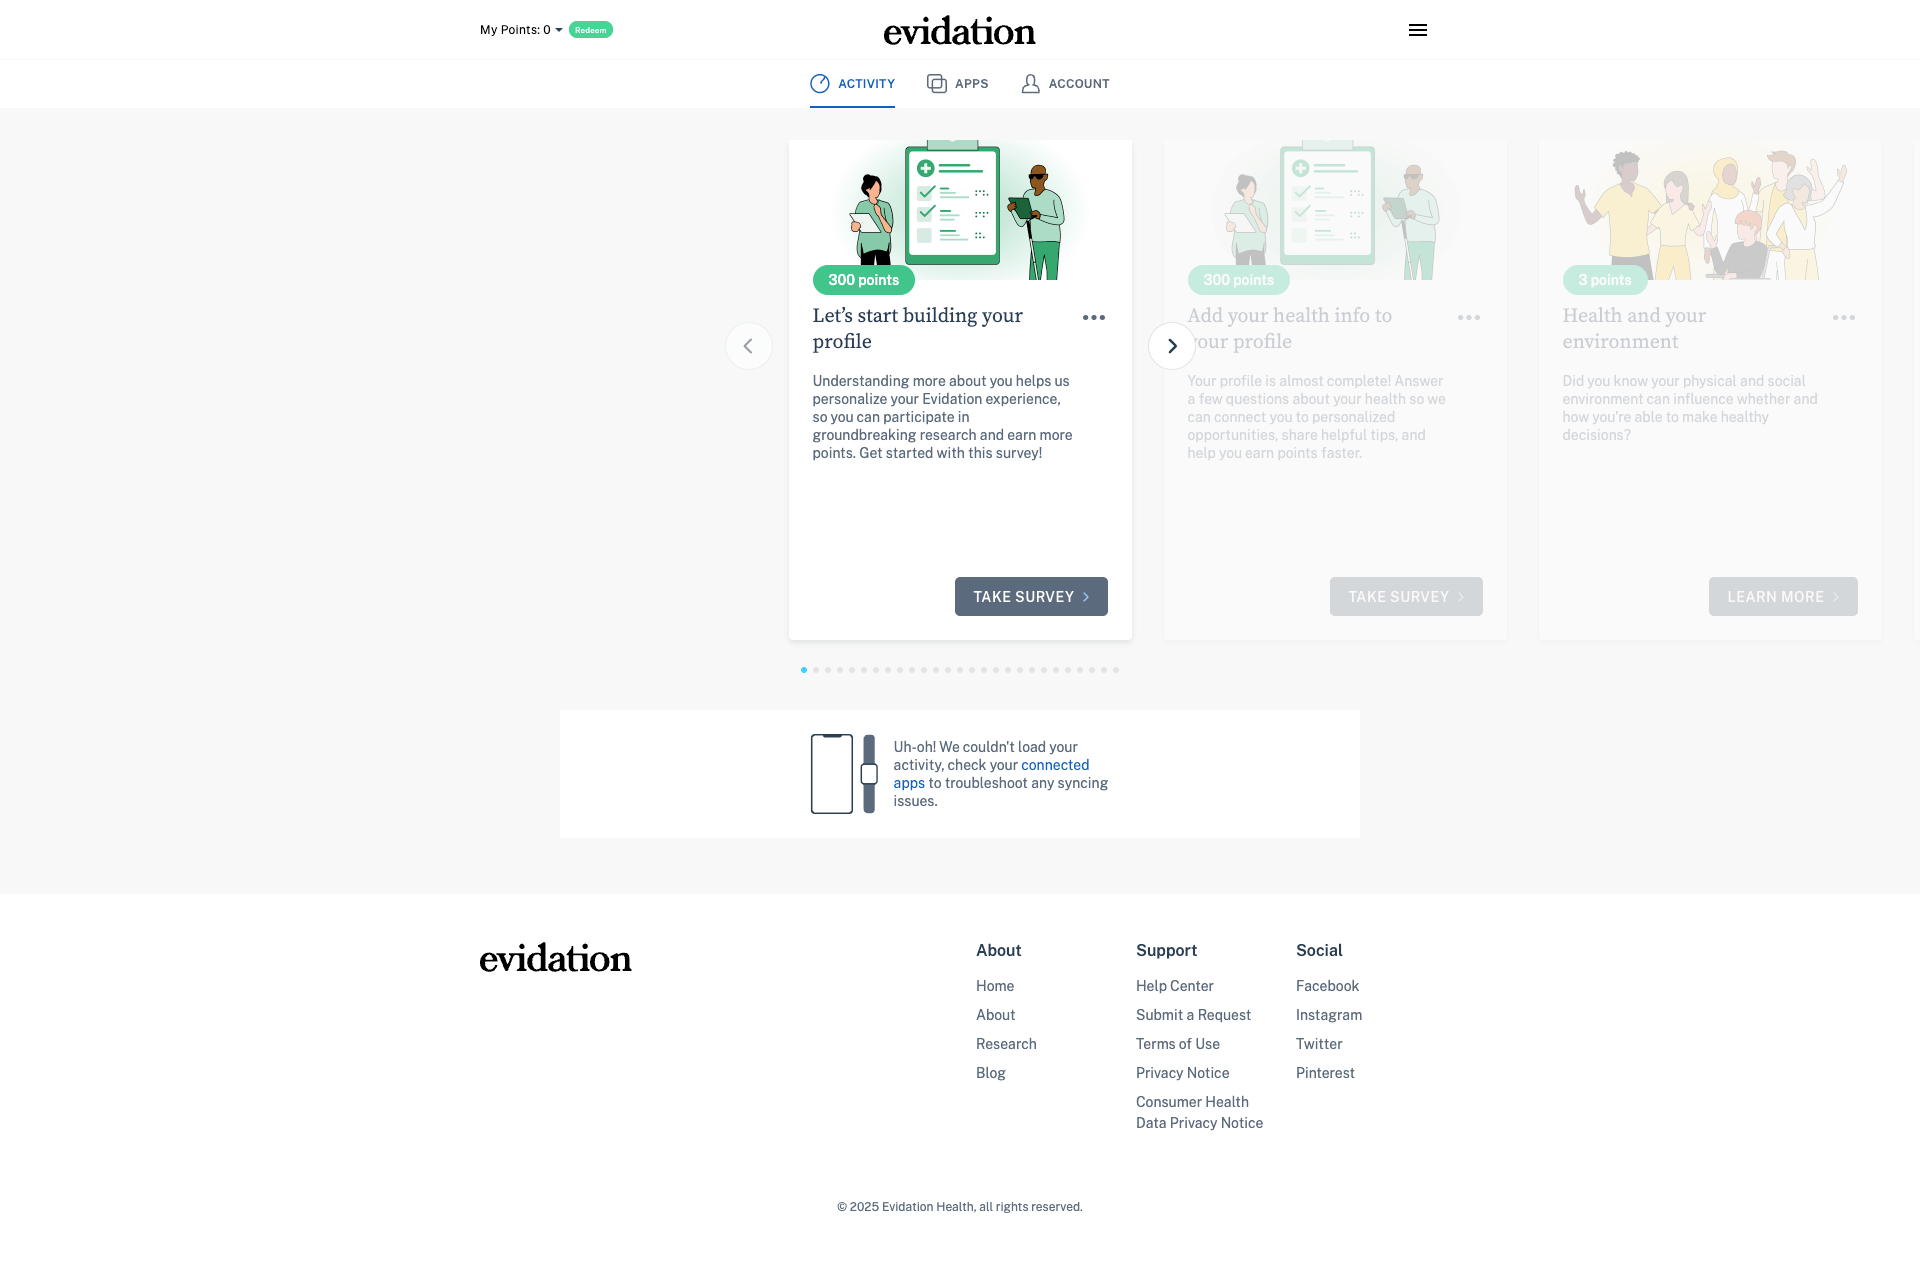 My Points: 0
Redeem
evidation
ACTIVITY
APPS
ACCOUNT
300 points
Let's start building your
profile
Understanding more about you helps us
personalize your Evidation experience,
so you can participate in
groundbreaking research and earn more
points. Get started with this survey!
TAKE SURVEY
300 points
Add your health info to
your profile
Your profile is almost complete! Answer
a few questions about your health so we
can connect you to personalized
opportunities, share helpful tips, and
help you earn points faster.
TAKE SURVEY
3 points
Health and your
environment
Did you know your physical and social
environment can influence whether and
how you're able to make healthy
decisions?
LEARN MORE
Uh-oh! We couldn't load your
activity, check your connected
apps to troubleshoot any syncing
issues.
evidation
About
Home
About
Research
Blog
Support
Help Center
Submit a Request
Terms of Use
Privacy Notice
Consumer Health
Data Privacy Notice
Social
Facebook
Instagram
Twitter
Pinterest
© 2025 Evidation Health, all rights reserved.